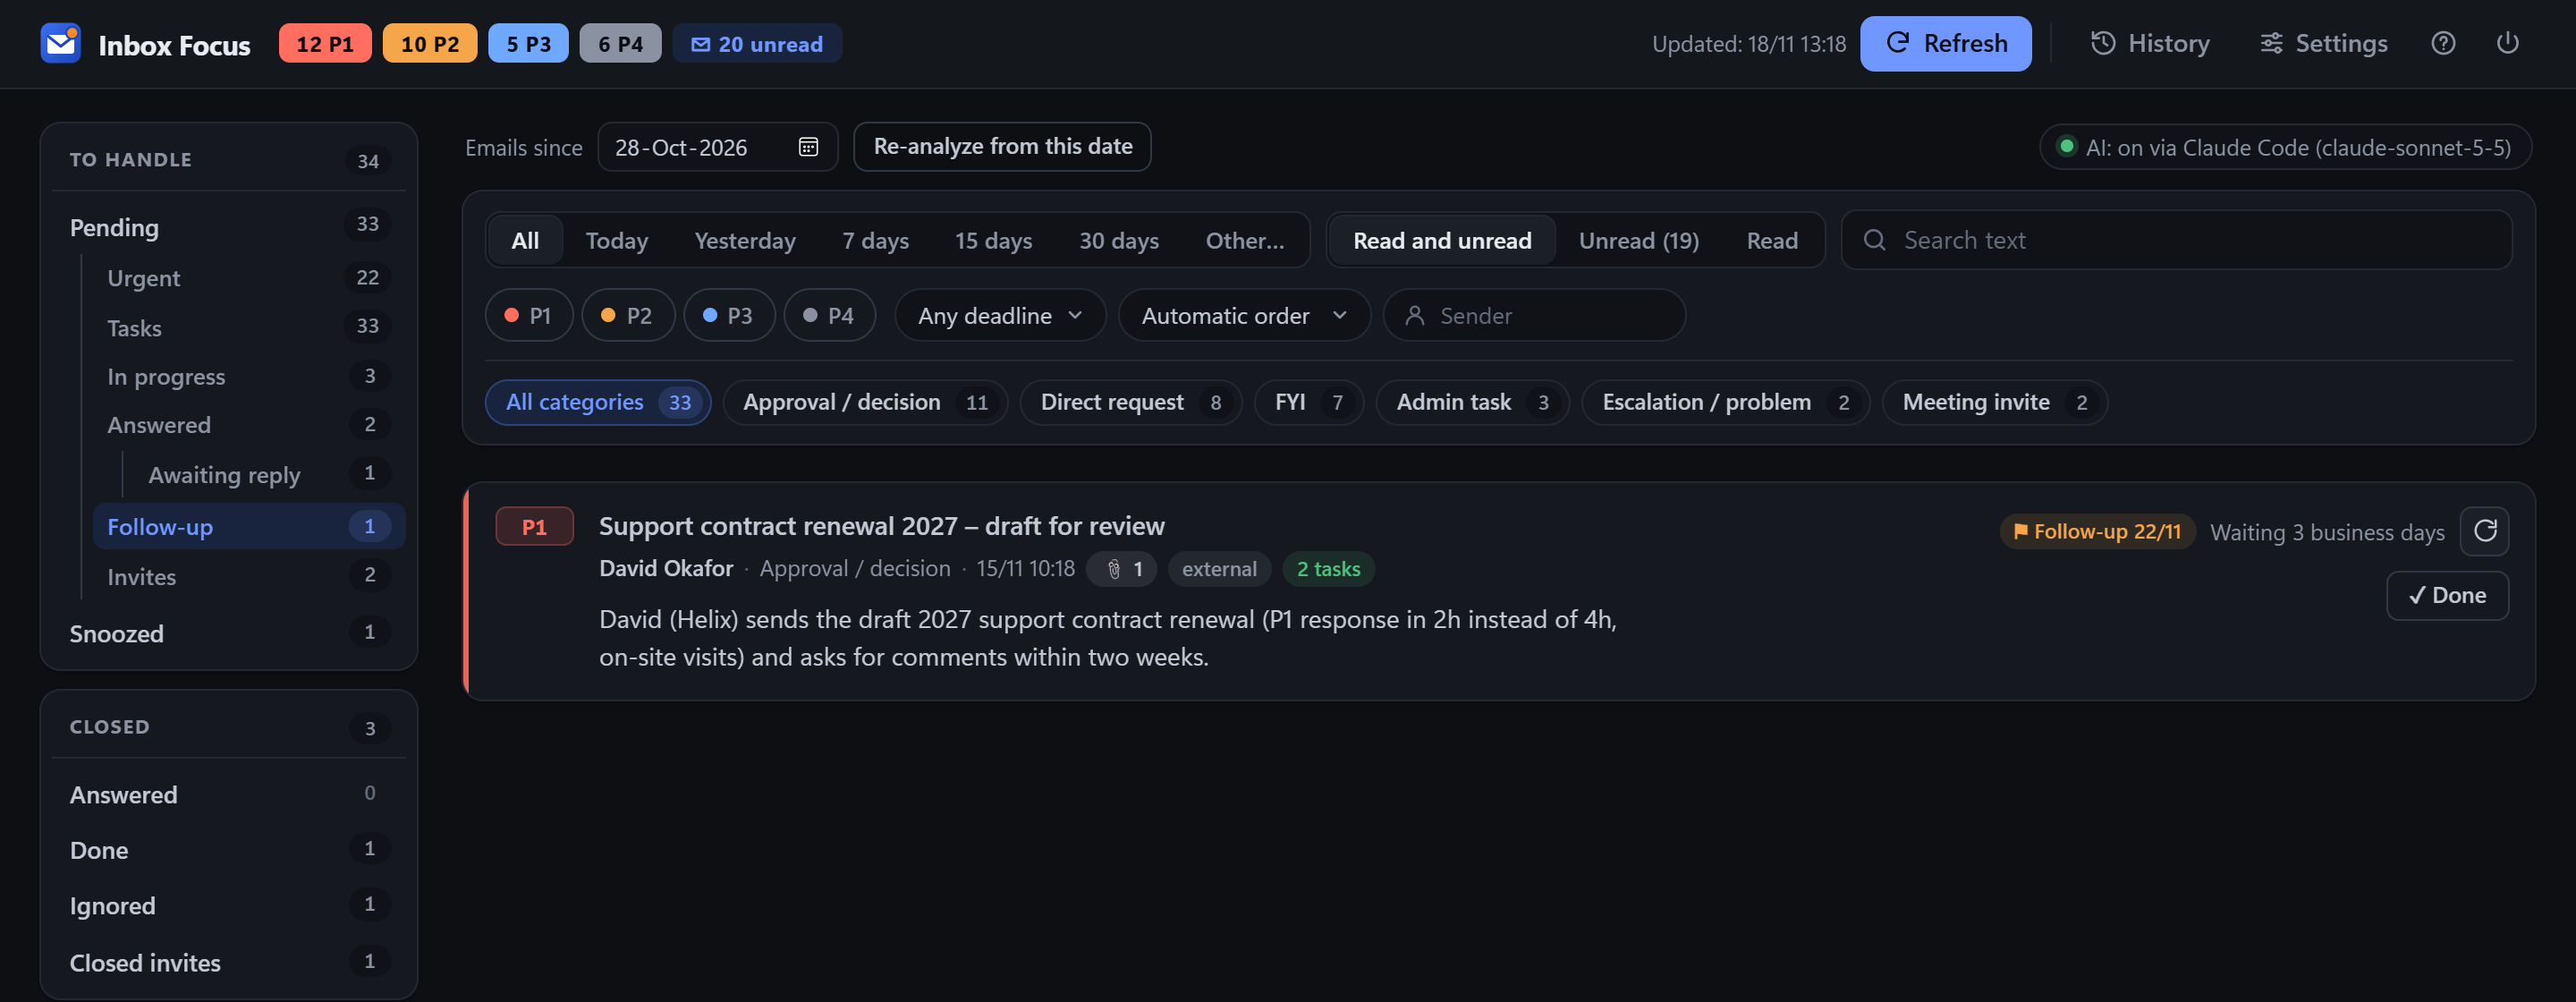 Inbox Focus
12 P1
10 P2
5 P3
6 P4
20 unread
Updated: 18/11 13:18
Refresh
History
Settings
TO HANDLE 34
Pending 33
Urgent 22
Tasks 33
In progress 3
Answered 2
Awaiting reply 1
Follow-up 1
Invites 2
Snoozed 1
CLOSED 3
Answered 0
Done 1
Ignored 1
Closed invites 1
Emails since 28-Oct-2026 Re-analyze from this date
AI: on via Claude Code (claude-sonnet-5-5)
All Today Yesterday 7 days 15 days 30 days Other...
Read and unread Unread (19) Read
Search text
P1 P2 P3 P4 Any deadline Automatic order Sender
All categories 33 Approval / decision 11 Direct request 8 FYI 7 Admin task 3 Escalation / problem 2 Meeting invite 2
P1 Support contract renewal 2027 – draft for review
David Okafor · Approval / decision · 15/11 10:18 1 external 2 tasks
David (Helix) sends the draft 2027 support contract renewal (P1 response in 2h instead of 4h,
on-site visits) and asks for comments within two weeks.
Follow-up 22/11 Waiting 3 business days
✓ Done